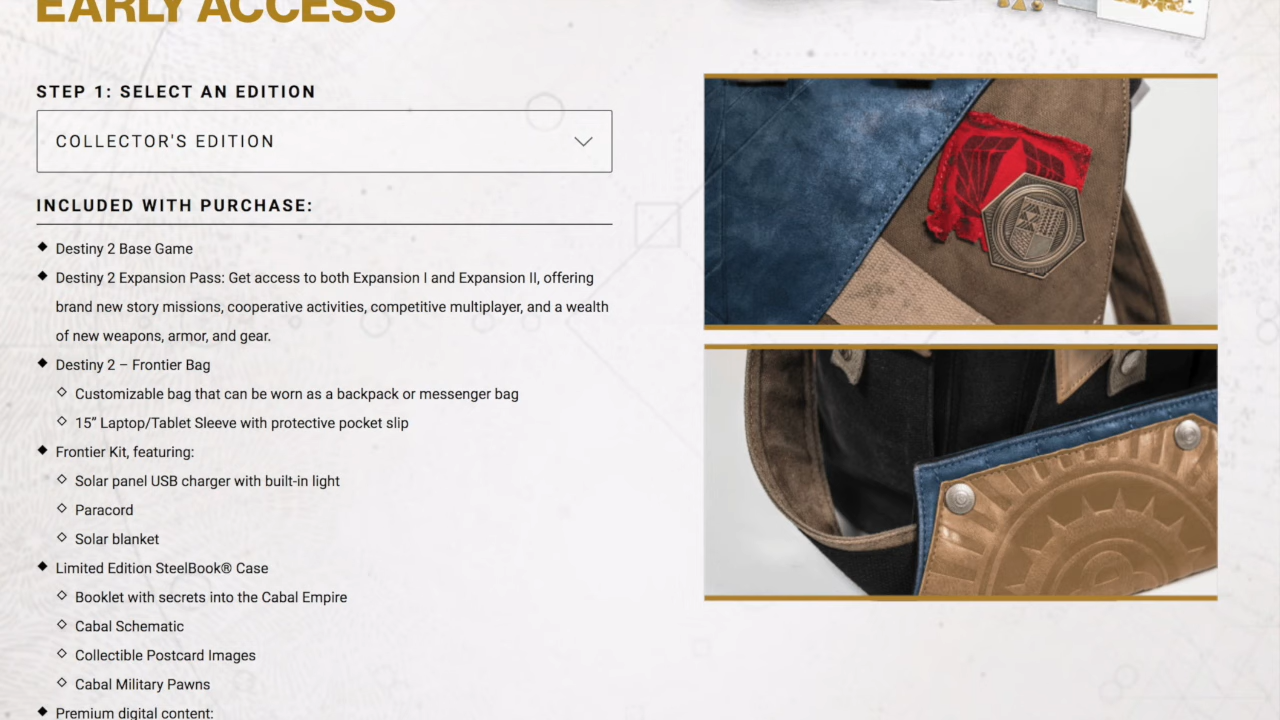 EARLY ACCESS
STEP 1: SELECT AN EDITION
COLLECTOR'S EDITION
INCLUDED WITH PURCHASE:
Destiny 2 Base Game
Destiny 2 Expansion Pass: Get access to both Expansion I and Expansion II, offering
brand new story missions, cooperative activities, competitive multiplayer, and a wealth
of new weapons, armor, and gear.
Destiny 2 – Frontier Bag
Customizable bag that can be worn as a backpack or messenger bag
15” Laptop/Tablet Sleeve with protective pocket slip
Frontier Kit, featuring:
Solar panel USB charger with built-in light
Paracord
Solar blanket
Limited Edition SteelBook® Case
Booklet with secrets into the Cabal Empire
Cabal Schematic
Collectible Postcard Images
Cabal Military Pawns
Premium digital content: